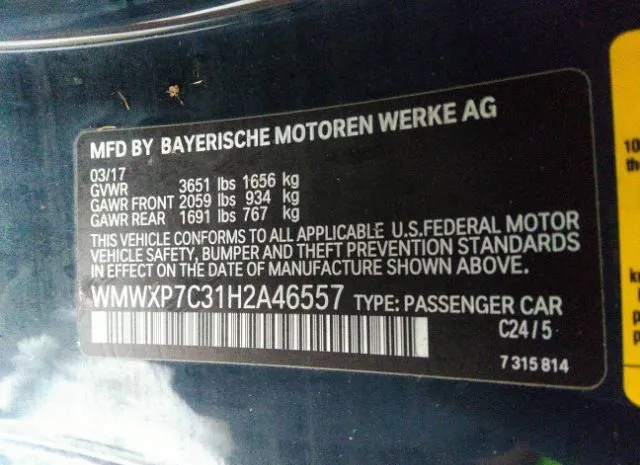 MFD BY BAYERISCHE MOTOREN WERKE AG
03/17
GVWR 3651 lbs 1656 kg
GAWR FRONT 2059 lbs 934 kg
GAWR REAR 1691 lbs 767 kg
THIS VEHICLE CONFORMS TO ALL APPLICABLE U.S.FEDERAL MOTOR
VEHICLE SAFETY, BUMPER AND THEFT PREVENTION STANDARDS
IN EFFECT ON THE DATE OF MANUFACTURE SHOWN ABOVE.
WMWXP7C31H2A46557 TYPE: PASSENGER CAR
C24/5
7 315 814
10
the